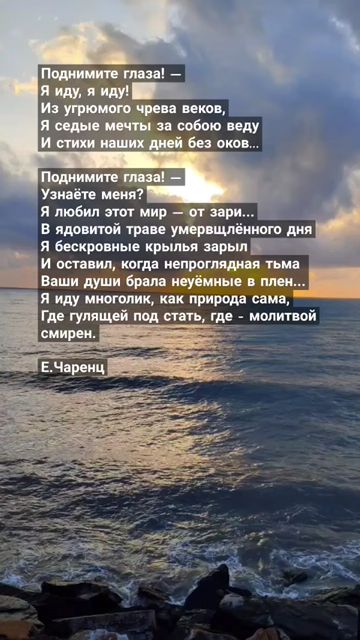 Поднимите глаза! —
Я иду, я иду!
Из угрюмого чрева веков,
Я седые мечты за собою веду
И стихи наших дней без оков...
Поднимите глаза! —
Узнаёте меня?
Я любил этот мир — от зари...
В ядовитой траве умервщлённого дня
Я бескровные крылья зарыл
И оставил, когда непроглядная тьма
Ваши души брала неуёмные в плен...
Я иду многолик, как природа сама,
Где гулящей под стать, где - молитвой
смирен.
Е.Чаренц